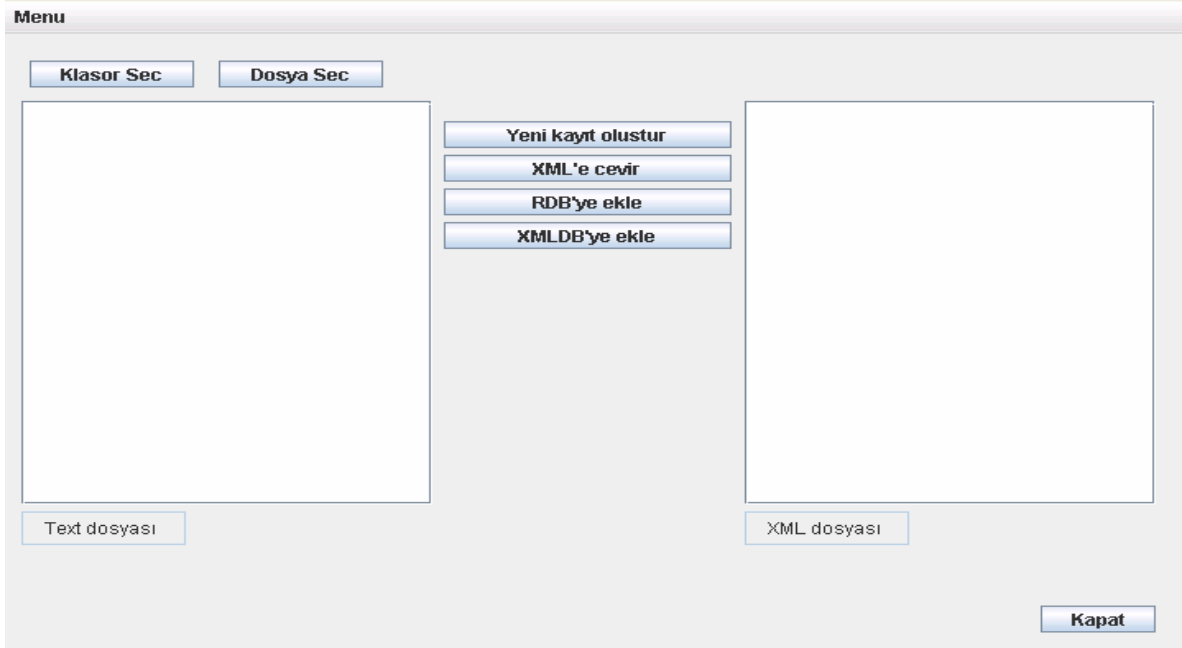 Menu
Klasor Sec
Dosya Sec
Yeni kayıt olustur
XML'e cevir
RDB'ye ekle
XMLDB'ye ekle
Text dosyası
XML dosyası
Kapat